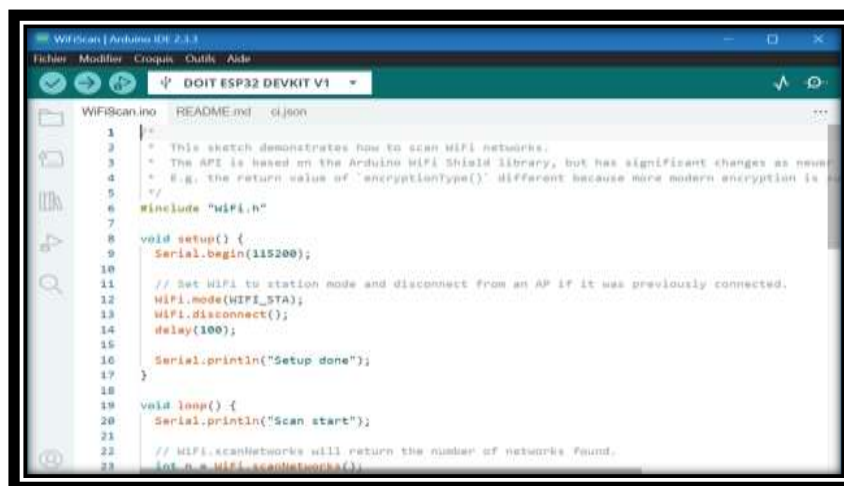 WiFiScan | Arduino IDE 2.3.3
Fichier Modifier Croquis Outils Aide
DOIT ESP32 DEVKIT V1
WiFiScan.ino README.md ci.json
1 /*
2 * This sketch demonstrates how to scan WiFi networks.
3 * The API is based on the Arduino WiFi Shield library, but has significant changes as newer
4 * E.g. the return value of `encryptionType()` different because more modern encryption is
5 */
6 #include "WiFi.h"
7
8 void setup() {
9 Serial.begin(115200);
10
11 // Set WiFi to station mode and disconnect from an AP if it was previously connected.
12 WiFi.mode(WIFI_STA);
13 WiFi.disconnect();
14 delay(100);
15
16 Serial.println("Setup done");
17 }
18
19 void loop() {
20 Serial.println("Scan start");
21
22 // WiFi.scanNetworks will return the number of networks found.
23 int n = WiFi.scanNetworks();